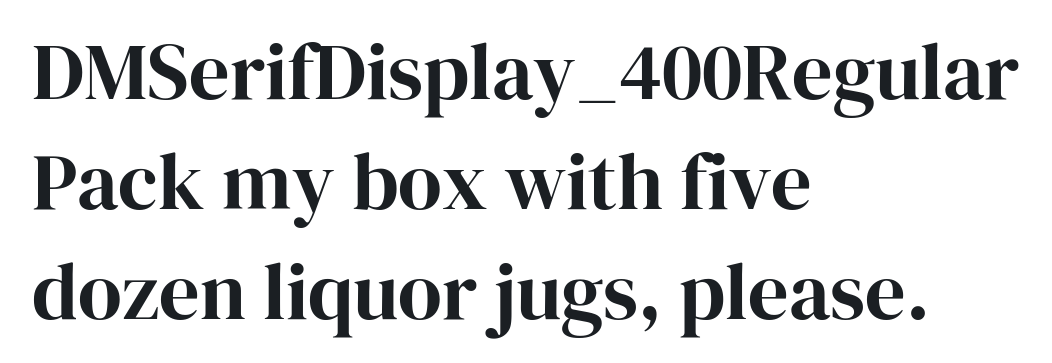 DMSerifDisplay_400Regular
Pack my box with five
dozen liquor jugs, please.